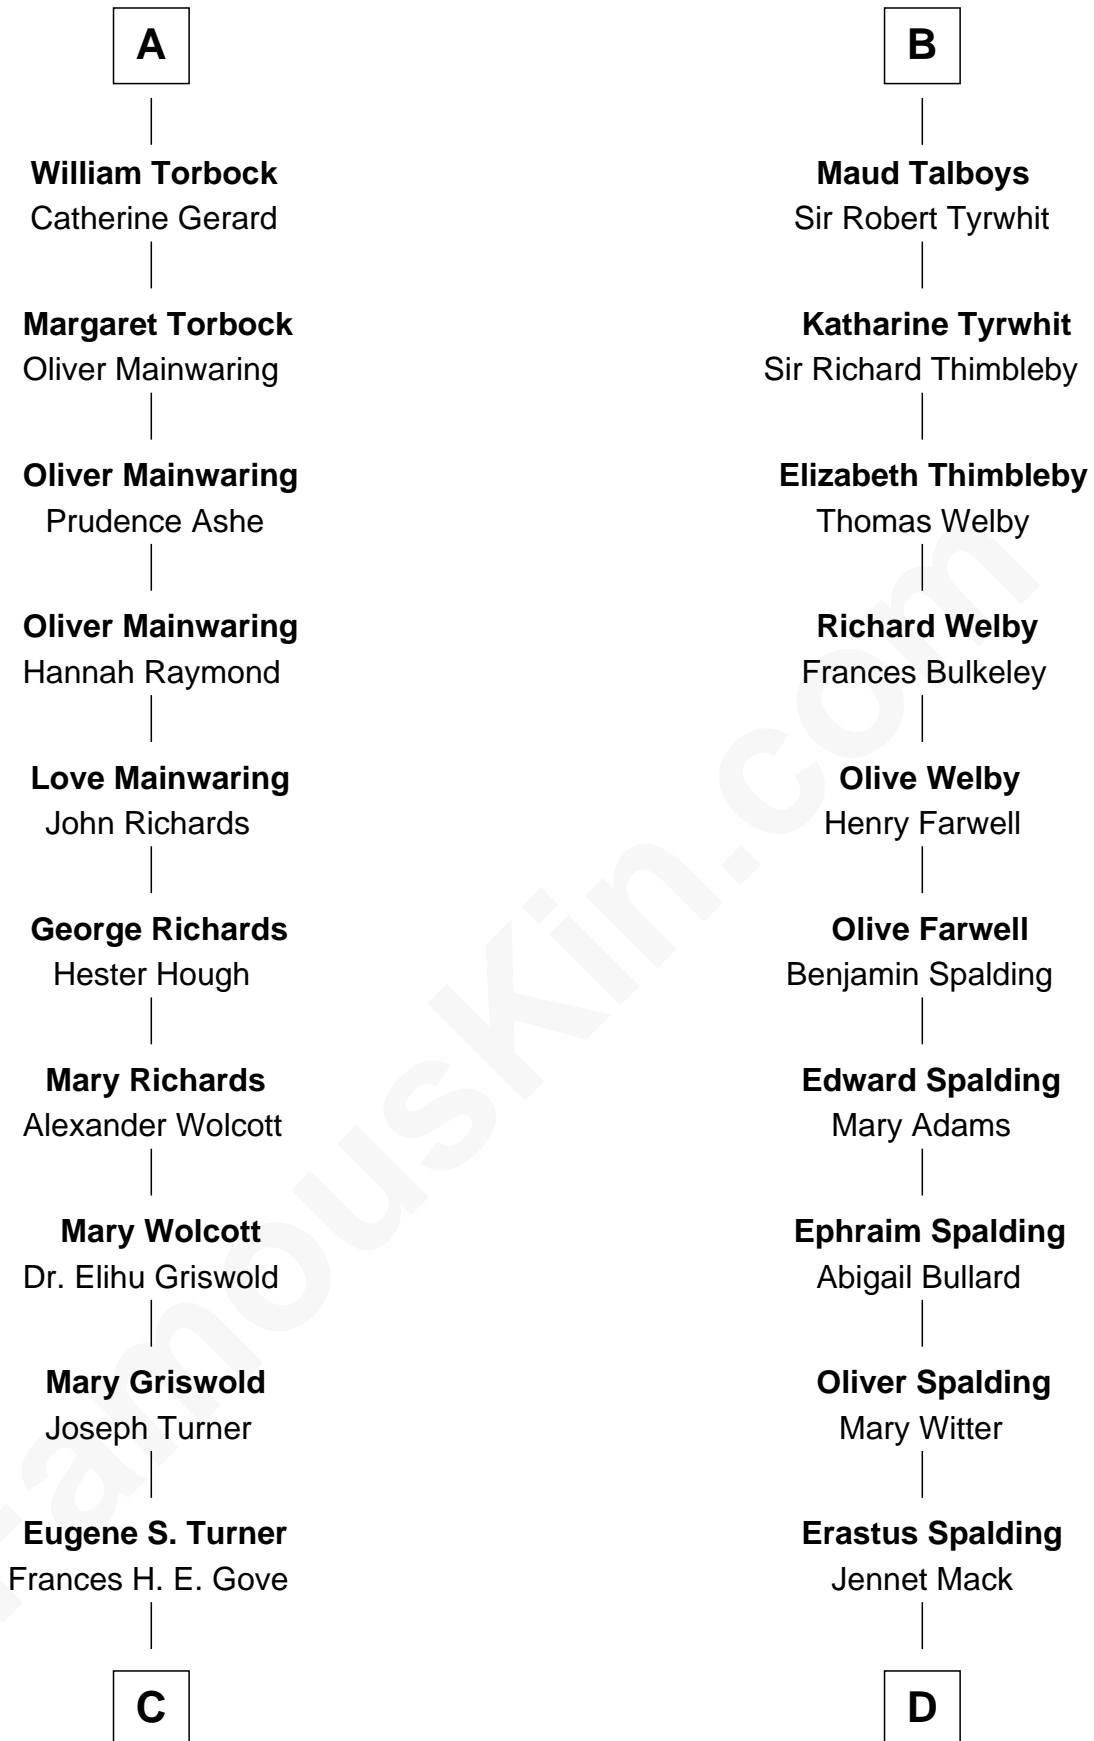 A
William Torbock
Catherine Gerard
Margaret Torbock
Oliver Mainwaring
Oliver Mainwaring
Prudence Ashe
Oliver Mainwaring
Hannah Raymond
Love Mainwaring
John Richards
George Richards
Hester Hough
Mary Richards
Alexander Wolcott
Mary Wolcott
Dr. Elihu Griswold
Mary Griswold
Joseph Turner
Eugene S. Turner
Frances H. E. Gove
C
B
Maud Talboys
Sir Robert Tyrwhit
Katharine Tyrwhit
Sir Richard Thimbleby
Elizabeth Thimbleby
Thomas Welby
Richard Welby
Frances Bulkeley
Olive Welby
Henry Farwell
Olive Farwell
Benjamin Spalding
Edward Spalding
Mary Adams
Ephraim Spalding
Abigail Bullard
Oliver Spalding
Mary Witter
Erastus Spalding
Jennet Mack
D
FamousKin.com